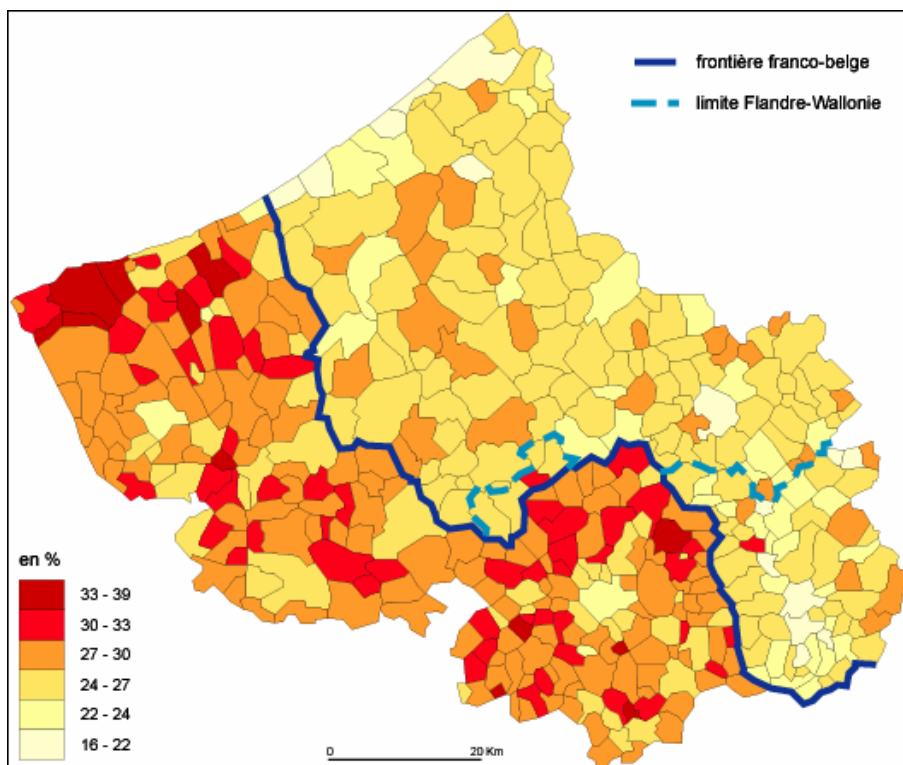 frontière franco-belge
limite Flandre-Wallonie
en %
33 - 39
30 - 33
27 - 30
24 - 27
22 - 24
16 - 22
0 20 Km